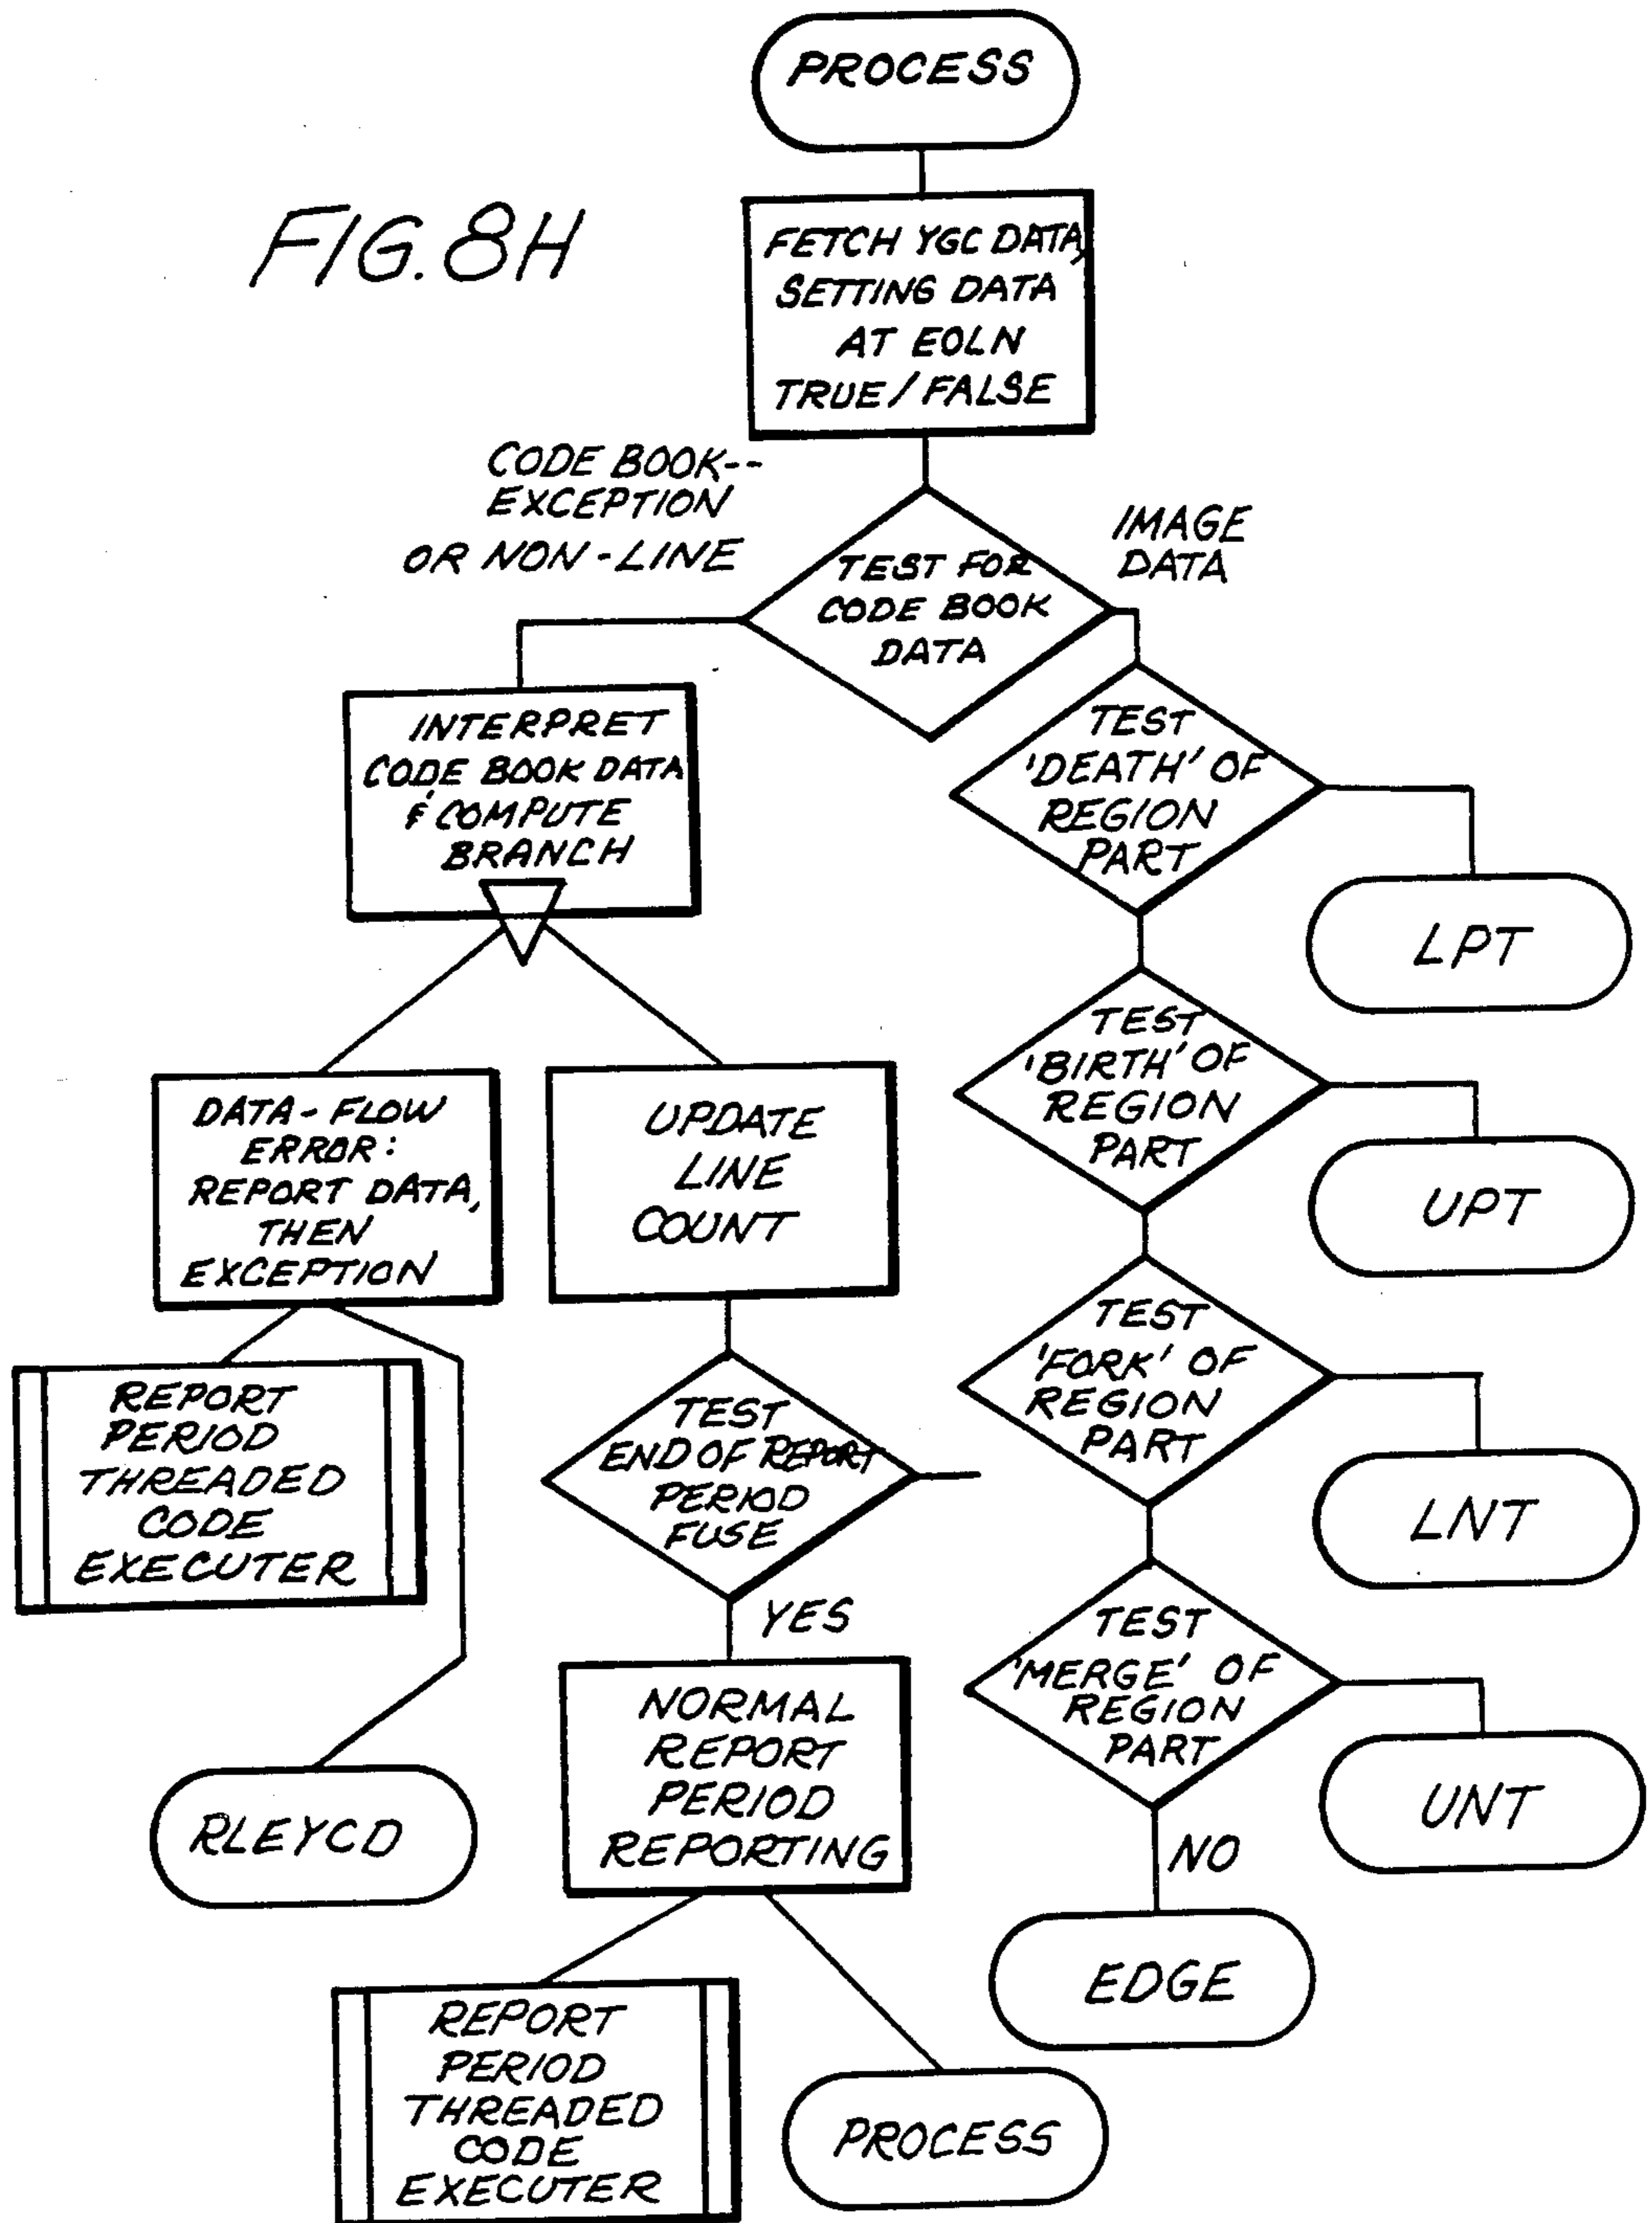 PROCESS
FIG. 8H
FETCH YGC DATA,
SETTING DATA
AT EOLN
TRUE / FALSE
CODE BOOK--
EXCEPTION
OR NON-LINE
IMAGE
DATA
TEST FOR
CODE BOOK
DATA
INTERPRET
CODE BOOK DATA
& COMPUTE
BRANCH
TEST
'DEATH' OF
REGION
PART
LPT
TEST
'BIRTH' OF
REGION
PART
UPT
DATA-FLOW
ERROR:
REPORT DATA,
THEN
EXCEPTION
UPDATE
LINE
COUNT
TEST
'FORK' OF
REGION
PART
LNT
REPORT
PERIOD
THREADED
CODE
EXECUTER
TEST
END OF REPORT
PERIOD
FUSE
YES
TEST
'MERGE' OF
REGION
PART
UNT
NORMAL
REPORT
PERIOD
REPORTING
RLEYCD
NO
EDGE
REPORT
PERIOD
THREADED
CODE
EXECUTER
PROCESS